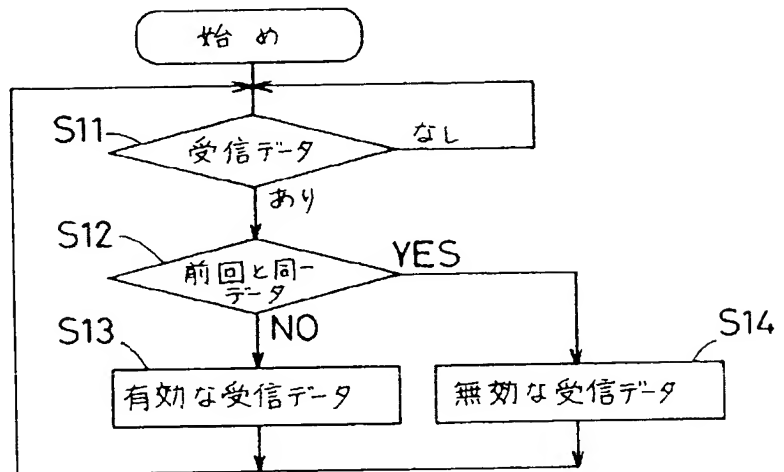 始め
S11
受信データ
なし
あり
S12
前回と同一
データ
YES
NO
S13
有効な受信データ
S14
無効な受信データ